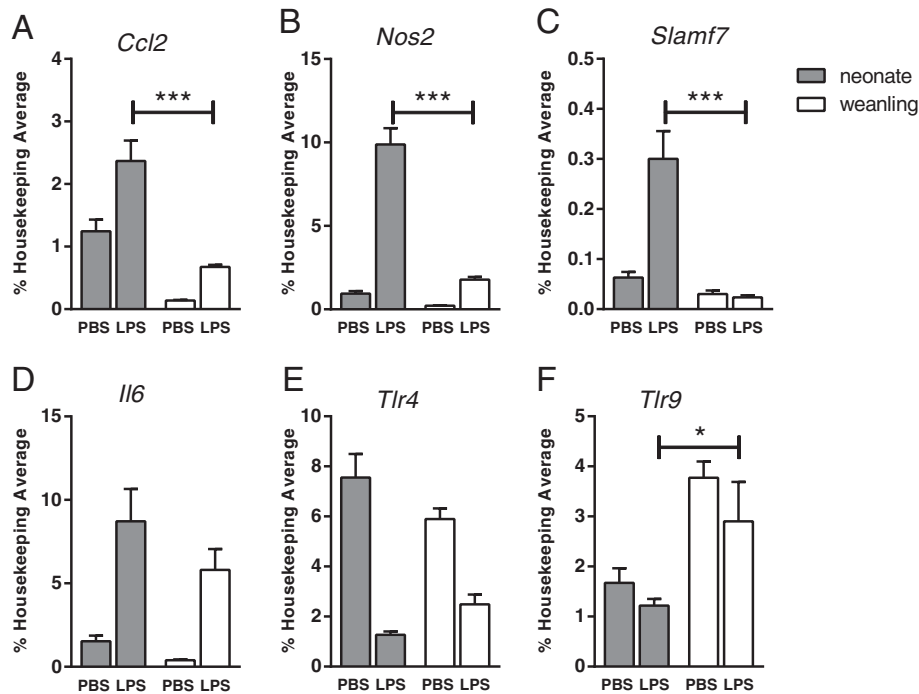 A
Ccl2
% Housekeeping Average
4
3
2
1
0
***
PBS LPS PBS LPS
B
Nos2
% Housekeeping Average
15
10
5
0
***
PBS LPS PBS LPS
C
Slamf7
% Housekeeping Average
0.5
0.4
0.3
0.2
0.1
0.0
***
PBS LPS PBS LPS
neonate
weanling
D
Il6
% Housekeeping Average
15
10
5
0
PBS LPS PBS LPS
E
Tlr4
% Housekeeping Average
10
8
6
4
2
0
PBS LPS PBS LPS
F
Tlr9
% Housekeeping Average
5
4
3
2
1
0
*
PBS LPS PBS LPS